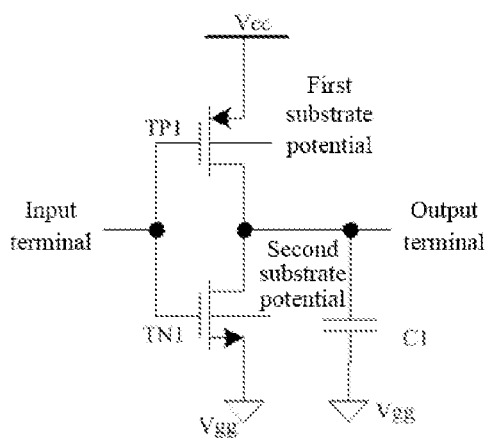 Vcc
First
substrate
potential
TP1
Input
terminal
Output
terminal
Second
substrate
potential
TN1
C1
Vgg
Vgg